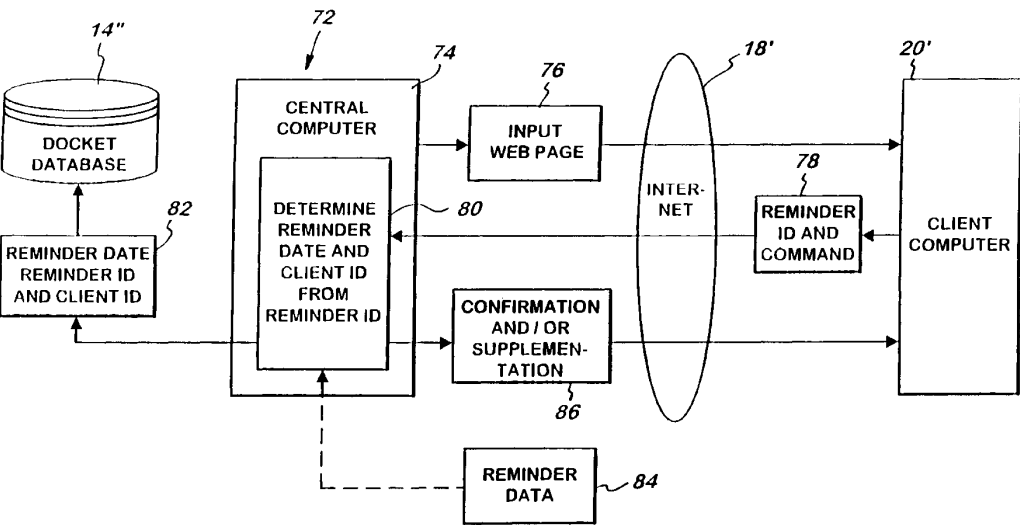 14"
DOCKET
DATABASE
82
REMINDER DATE
REMINDER ID
AND CLIENT ID
72
74
CENTRAL
COMPUTER
DETERMINE
REMINDER
DATE AND
CLIENT ID
FROM
REMINDER ID
80
76
INPUT
WEB PAGE
18'
INTER-
NET
78
REMINDER
ID AND
COMMAND
20'
CLIENT
COMPUTER
CONFIRMATION
AND / OR
SUPPLEMEN-
TATION
86
REMINDER
DATA
84